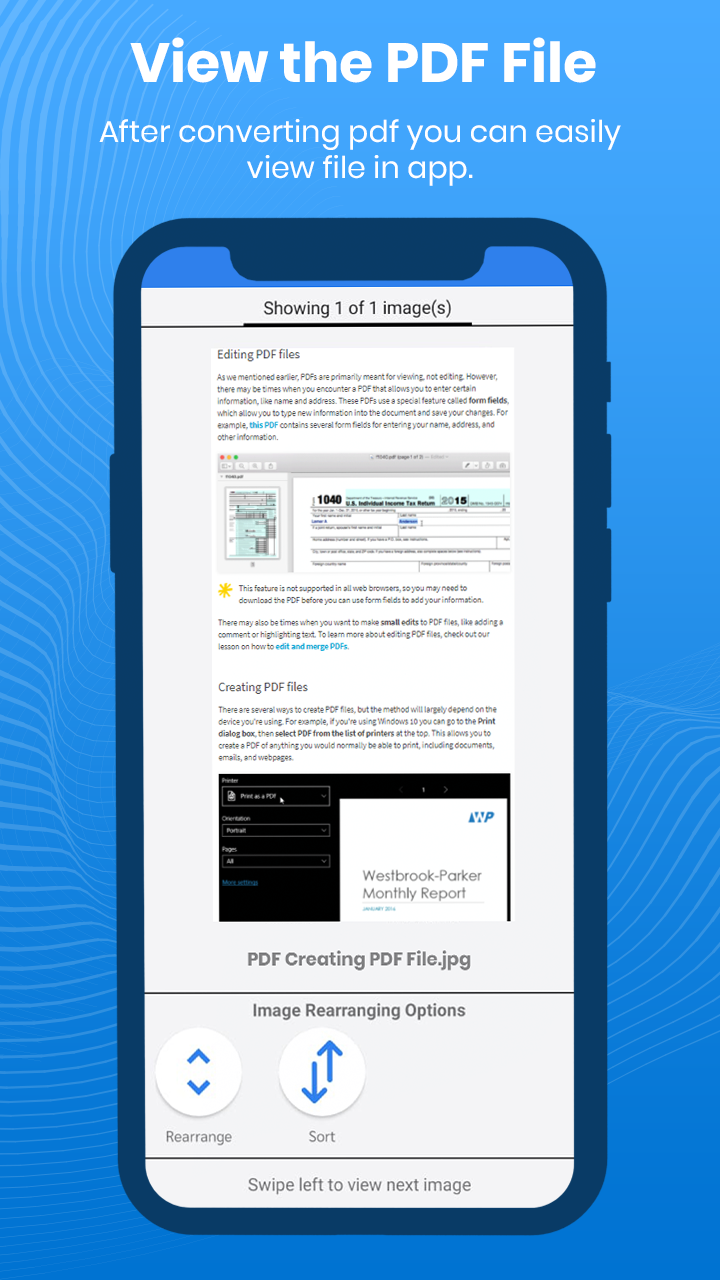 View the PDF File
After converting pdf you can easily
view file in app.
Showing 1 of 1 image(s)
Editing PDF files
As we mentioned earlier, PDFs are primarily meant for viewing, not editing. However,
there may be times when you encounter a PDF that allows you to enter certain
information, like name and address. These PDFs use a special feature called form fields,
which allow you to type new information into the document and save your changes. For
example, this PDF contains several form fields for entering your name, address, and
other information.
1040
U.S. Individual Income Tax Return
2015
This feature is not supported in all web browsers, so you may need to
download the PDF before you can use form fields to add your information.
There may also be times when you want to make small edits to PDF files, like adding a
comment or highlighting text. To learn more about editing PDF files, check out our
lesson on how to edit and merge PDFs.
Creating PDF files
There are several ways to create PDF files, but the method will largely depend on the
device you're using. For example, if you're using Windows 10 you can go to the Print
dialog box, then select PDF from the list of printers at the top. This allows you to
create a PDF of anything you would normally be able to print, including documents,
emails, and webpages.
Printer
Print as a PDF
1
Orientation
Portrait
WP
Pages
All
More settings
Westbrook-Parker
Monthly Report
JANUARY 2016
PDF Creating PDF File.jpg
Image Rearranging Options
Rearrange
Sort
Swipe left to view next image